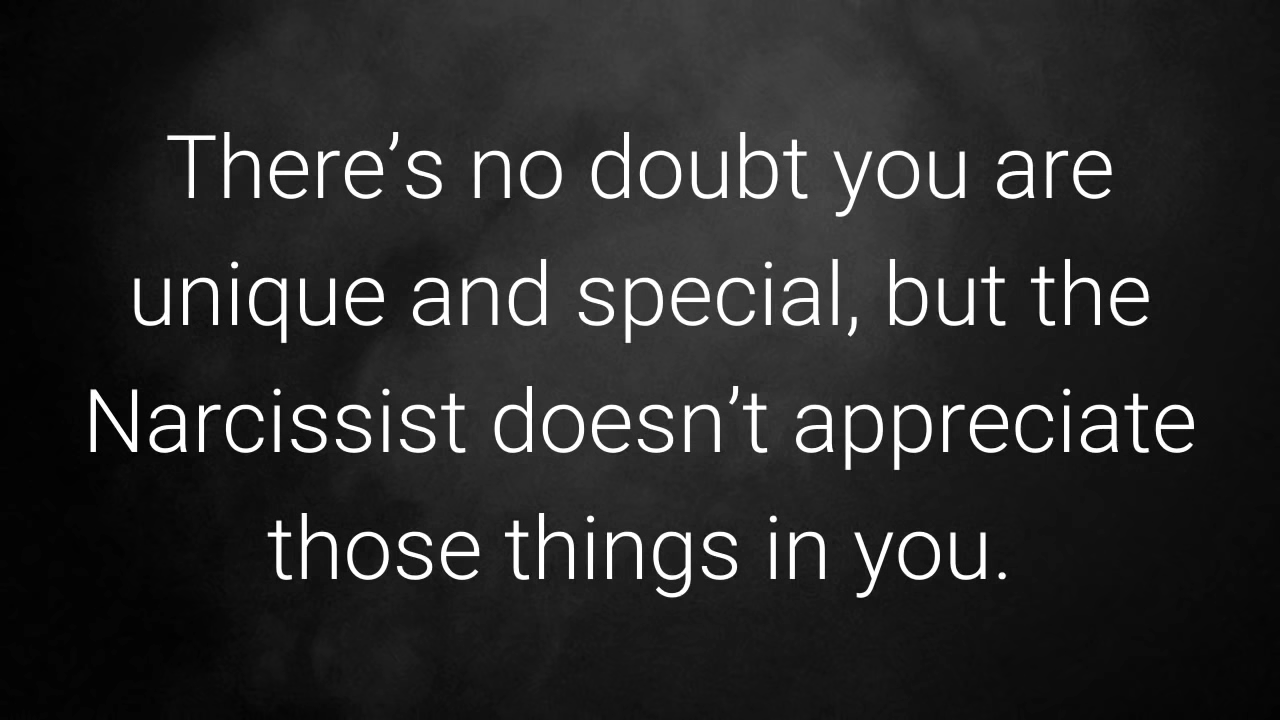 There’s no doubt you are
unique and special, but the
Narcissist doesn’t appreciate
those things in you.